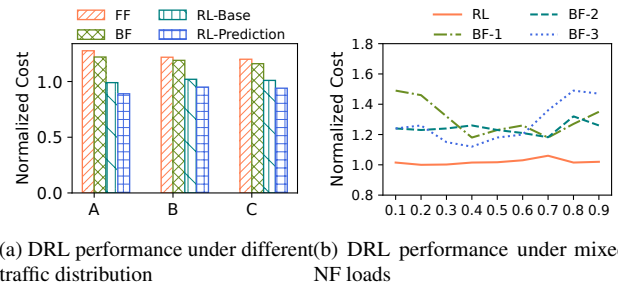 FF RL-Base
BF RL-Prediction
Normalized Cost
1.0
0.5
0.0
A B C
RL BF-2
BF-1 BF-3
Normalized Cost
1.8
1.6
1.4
1.2
1.0
0.8
0.1 0.2 0.3 0.4 0.5 0.6 0.7 0.8 0.9
(a) DRL performance under different
traffic distribution
(b) DRL performance under mixed
NF loads